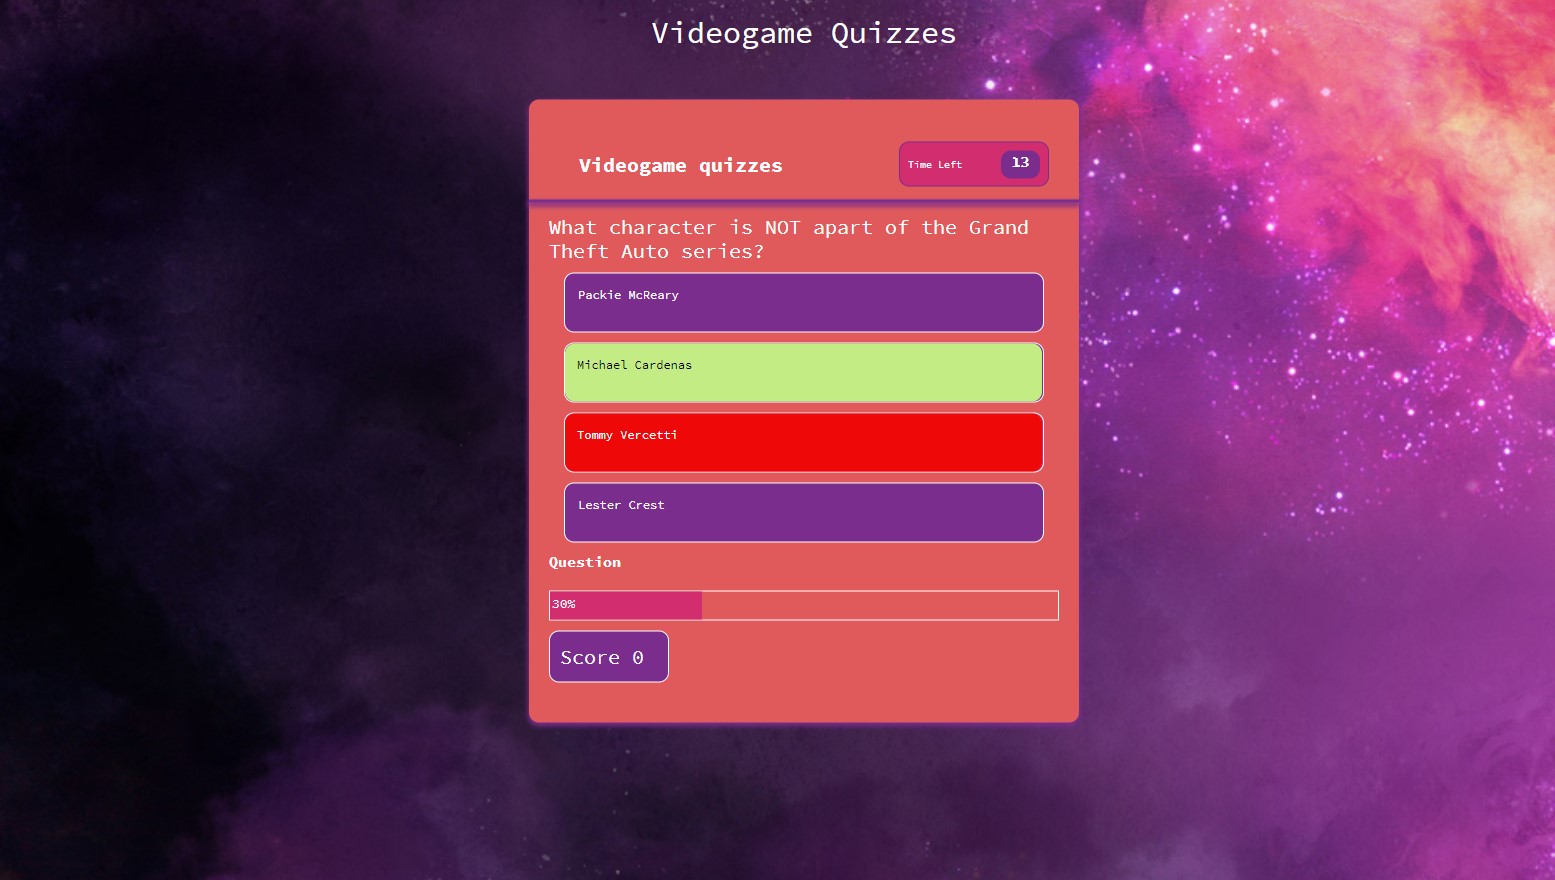 Videogame Quizzes
Videogame quizzes
Time Left 13
What character is NOT apart of the Grand
Theft Auto series?
Packie McReary
Michael Cardenas
Tommy Vercetti
Lester Crest
Question
30%
Score 0